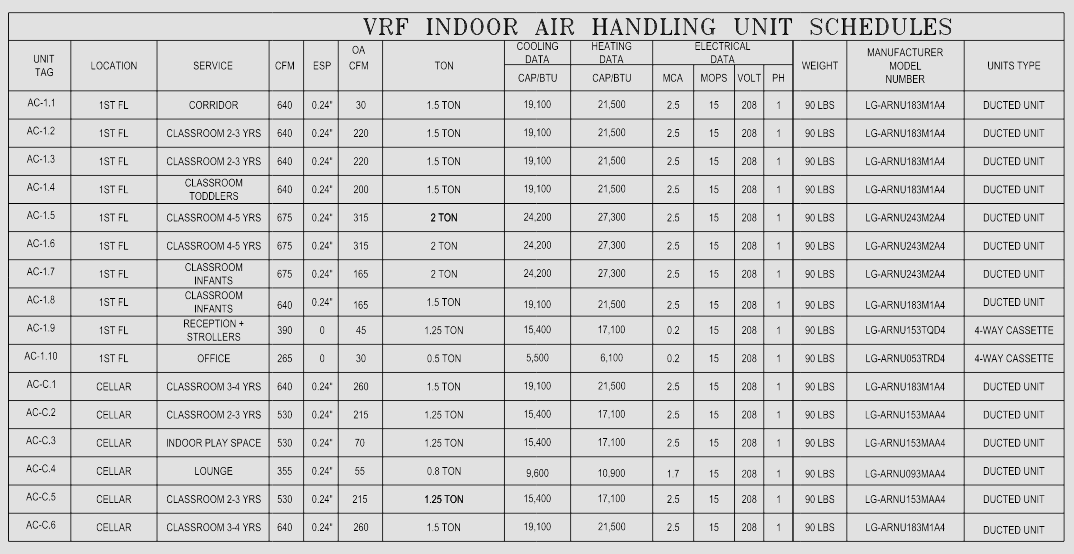 VRF INDOOR AIR HANDLING UNIT SCHEDULES
UNIT TAG LOCATION SERVICE CFM ESP OA CFM TON COOLING DATA HEATING DATA ELECTRICAL DATA WEIGHT MANUFACTURER MODEL NUMBER UNITS TYPE
CAP/BTU CAP/BTU MCA MOPS VOLT PH
AC-1.1 1ST FL CORRIDOR 640 0.24" 30 1.5 TON 19,100 21,500 2.5 15 208 1 90 LBS LG-ARNU183M1A4 DUCTED UNIT
AC-1.2 1ST FL CLASSROOM 2-3 YRS 640 0.24" 220 1.5 TON 19,100 21,500 2.5 15 208 1 90 LBS LG-ARNU183M1A4 DUCTED UNIT
AC-1.3 1ST FL CLASSROOM 2-3 YRS 640 0.24" 220 1.5 TON 19,100 21,500 2.5 15 208 1 90 LBS LG-ARNU183M1A4 DUCTED UNIT
AC-1.4 1ST FL CLASSROOM TODDLERS 640 0.24" 200 1.5 TON 19,100 21,500 2.5 15 208 1 90 LBS LG-ARNU183M1A4 DUCTED UNIT
AC-1.5 1ST FL CLASSROOM 4-5 YRS 675 0.24" 315 2 TON 24,200 27,300 2.5 15 208 1 90 LBS LG-ARNU243M2A4 DUCTED UNIT
AC-1.6 1ST FL CLASSROOM 4-5 YRS 675 0.24" 315 2 TON 24,200 27,300 2.5 15 208 1 90 LBS LG-ARNU243M2A4 DUCTED UNIT
AC-1.7 1ST FL CLASSROOM INFANTS 675 0.24" 165 2 TON 24,200 27,300 2.5 15 208 1 90 LBS LG-ARNU243M2A4 DUCTED UNIT
AC-1.8 1ST FL CLASSROOM INFANTS 640 0.24" 165 1.5 TON 19,100 21,500 2.5 15 208 1 90 LBS LG-ARNU183M1A4 DUCTED UNIT
AC-1.9 1ST FL RECEPTION + STROLLERS 390 0 45 1.25 TON 15,400 17,100 0.2 15 208 1 90 LBS LG-ARNU153TQD4 4-WAY CASSETTE
AC-1.10 1ST FL OFFICE 265 0 30 0.5 TON 5,500 6,100 0.2 15 208 1 90 LBS LG-ARNU053TRD4 4-WAY CASSETTE
AC-C.1 CELLAR CLASSROOM 3-4 YRS 640 0.24" 260 1.5 TON 19,100 21,500 2.5 15 208 1 90 LBS LG-ARNU183M1A4 DUCTED UNIT
AC-C.2 CELLAR CLASSROOM 2-3 YRS 530 0.24" 215 1.25 TON 15,400 17,100 2.5 15 208 1 90 LBS LG-ARNU153MAA4 DUCTED UNIT
AC-C.3 CELLAR INDOOR PLAY SPACE 530 0.24" 70 1.25 TON 15,400 17,100 2.5 15 208 1 90 LBS LG-ARNU153MAA4 DUCTED UNIT
AC-C.4 CELLAR LOUNGE 355 0.24" 55 0.8 TON 9,600 10,900 1.7 15 208 1 90 LBS LG-ARNU093MAA4 DUCTED UNIT
AC-C.5 CELLAR CLASSROOM 2-3 YRS 530 0.24" 215 1.25 TON 15,400 17,100 2.5 15 208 1 90 LBS LG-ARNU153MAA4 DUCTED UNIT
AC-C.6 CELLAR CLASSROOM 3-4 YRS 640 0.24" 260 1.5 TON 19,100 21,500 2.5 15 208 1 90 LBS LG-ARNU183M1A4 DUCTED UNIT